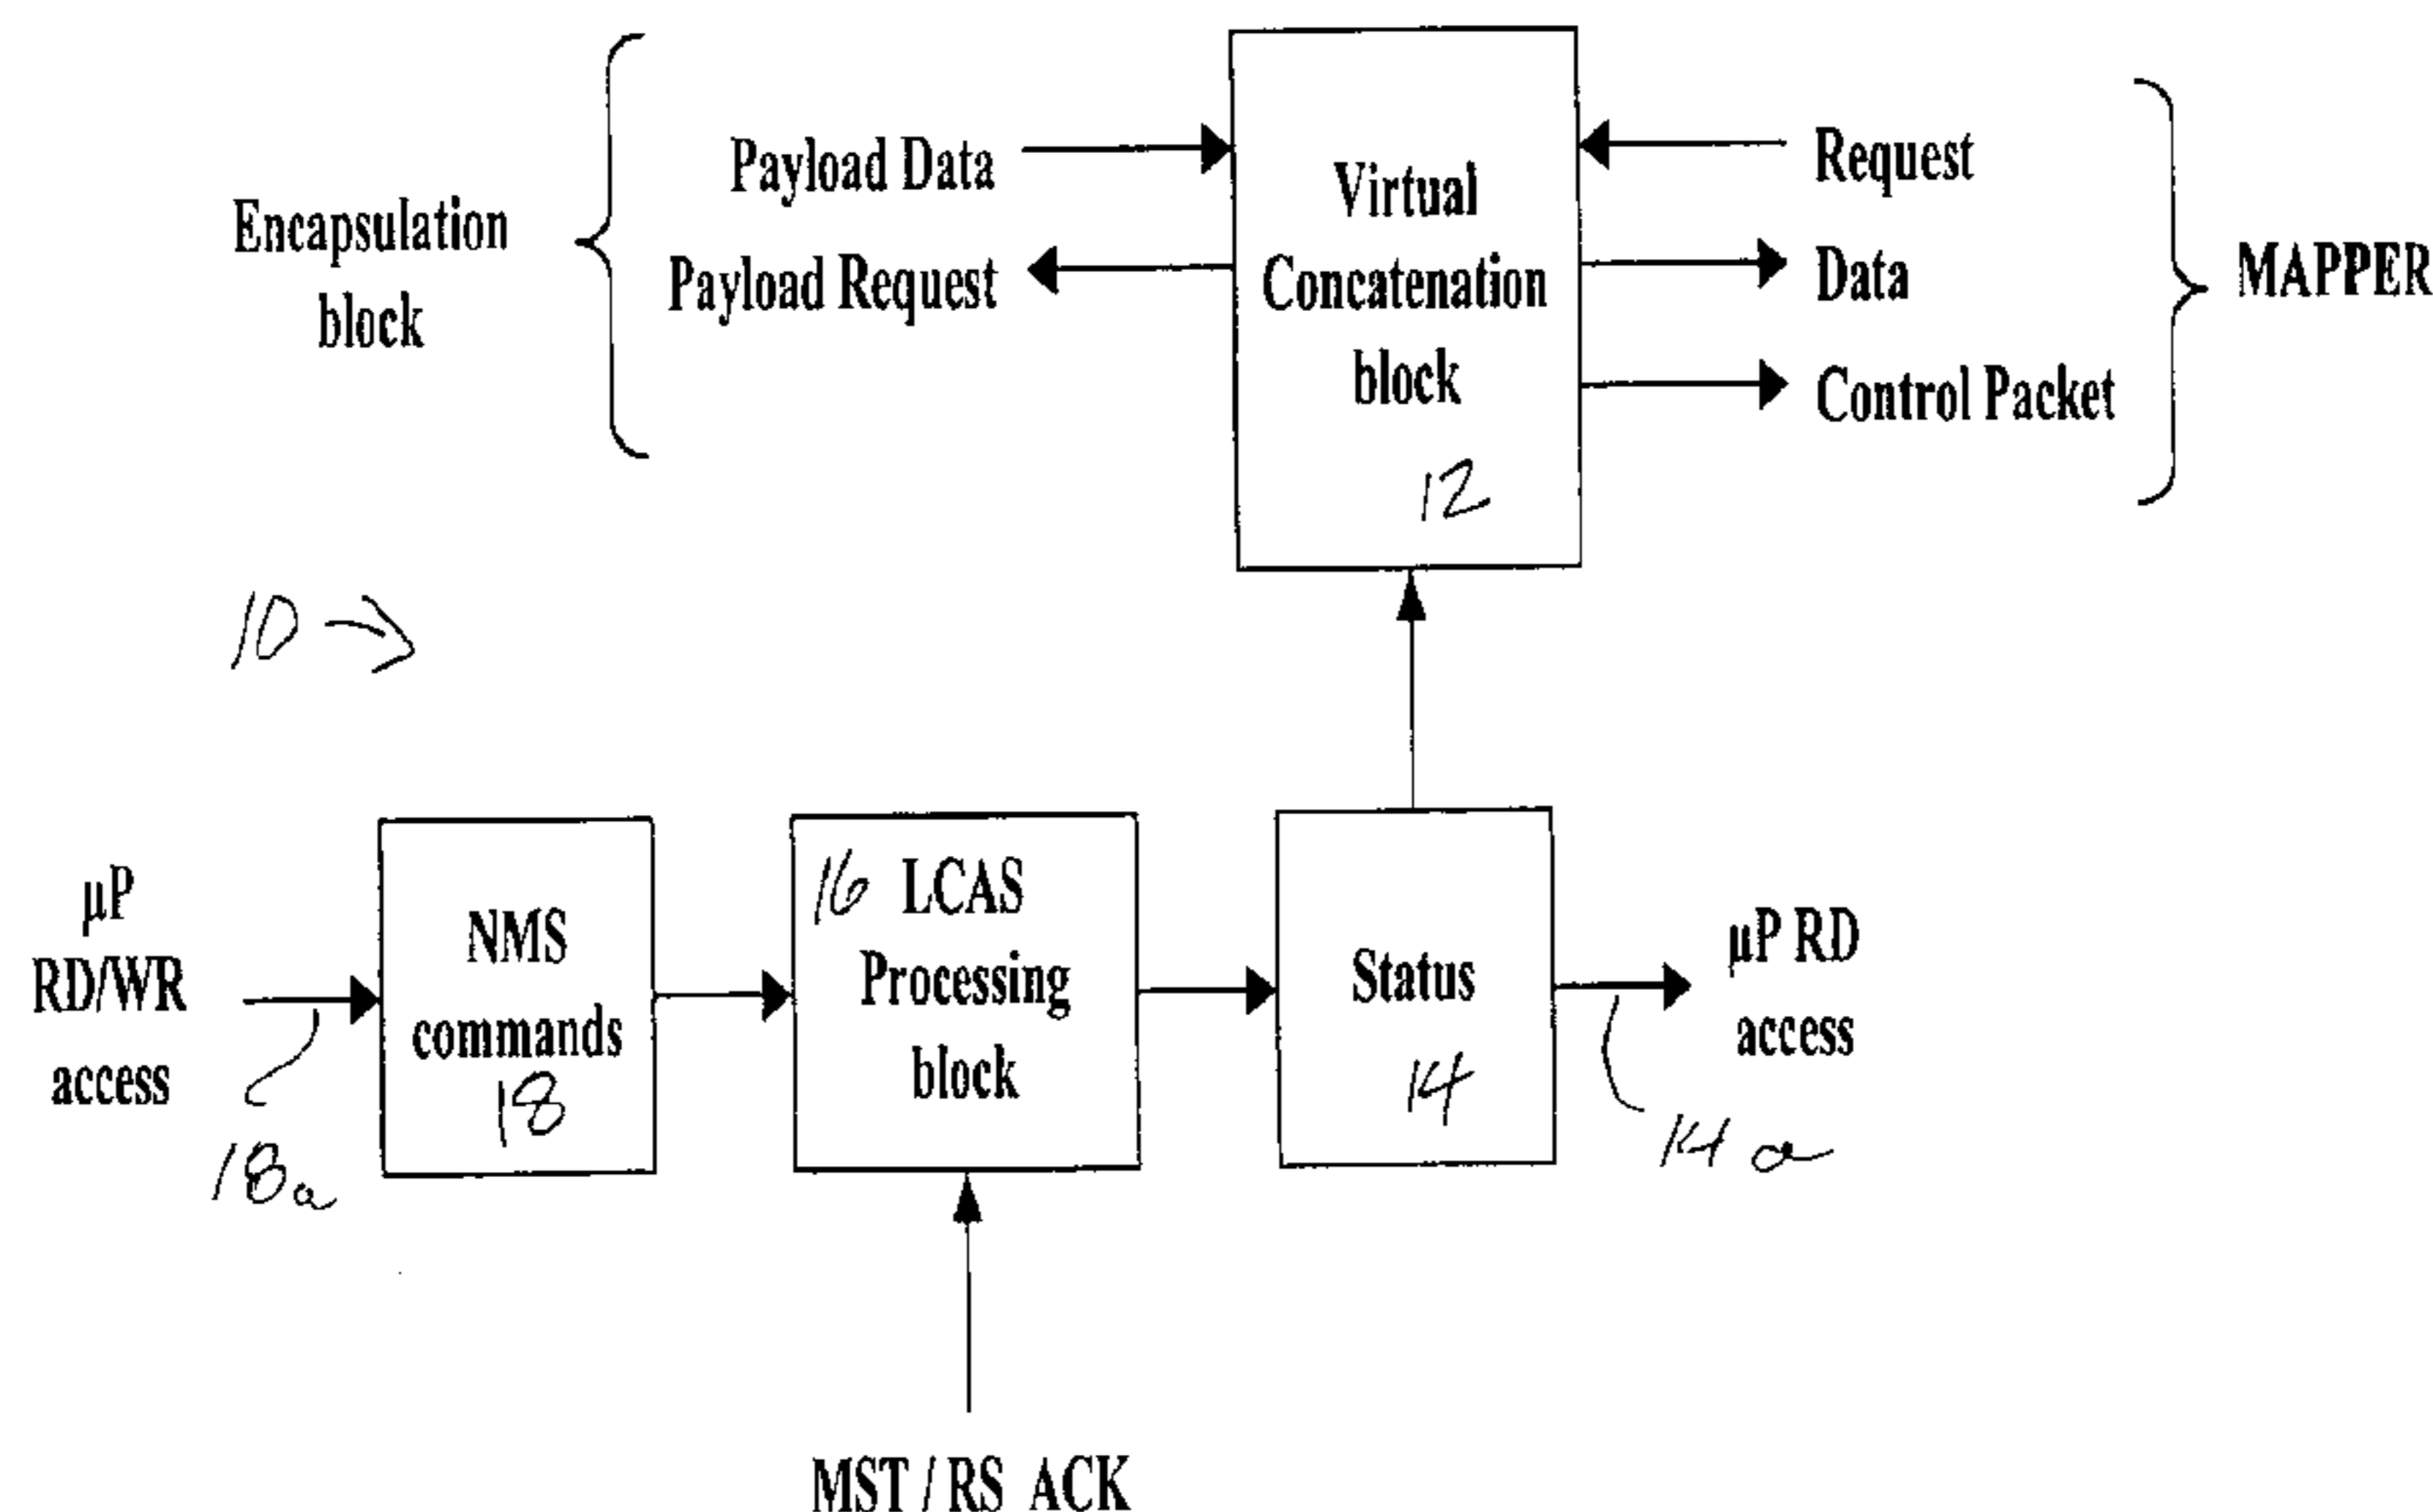 Encapsulation
block
Payload Data
Payload Request
Virtual
Concatenation
block
12
Request
Data
Control Packet
MAPPER
10
µP
RD/WR
access
18a
NMS
commands
18
16 LCAS
Processing
block
Status
14
µP RD
access
14a
MST / RS ACK